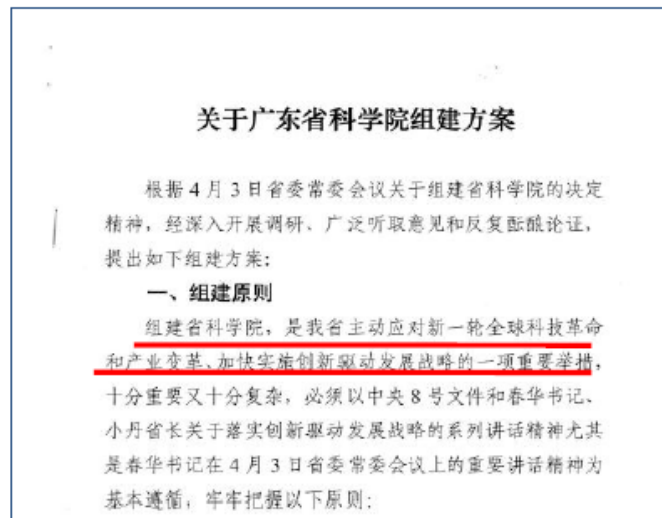 关于广东省科学院组建方案
根据4月3日省委常委会议关于组建省科学院的决定
精神，经深入开展调研、广泛听取意见和反复酝酿论证，
提出如下组建方案：
一、组建原则
组建省科学院，是我省主动应对新一轮全球科技革命
和产业变革、加快实施创新驱动发展战略的一项重要举措，
十分重要又十分复杂，必须以中央8号文件和春华书记、
小丹省长关于落实创新驱动发展战略的系列讲话精神尤其
是春华书记在4月3日省委常委会议上的重要讲话精神为
基本遵循，牢牢把握以下原则：